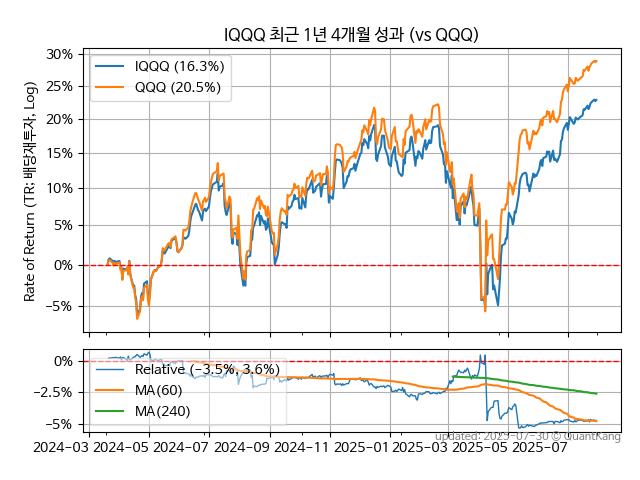 IQQQ 최근 1년 4개월 성과 (vs QQQ)
Rate of Return (TR: 배당재투자, Log)
30%
25%
20%
15%
10%
5%
0%
−5%
IQQQ (16.3%)
QQQ (20.5%)
0%
−2.5%
−5%
Relative (−3.5%, 3.6%)
MA(60)
MA(240)
2024-03 2024-05 2024-07 2024-09 2024-11 2025-01 2025-03 2025-05 2025-07
updated: 2025-07-30 © QuantKang